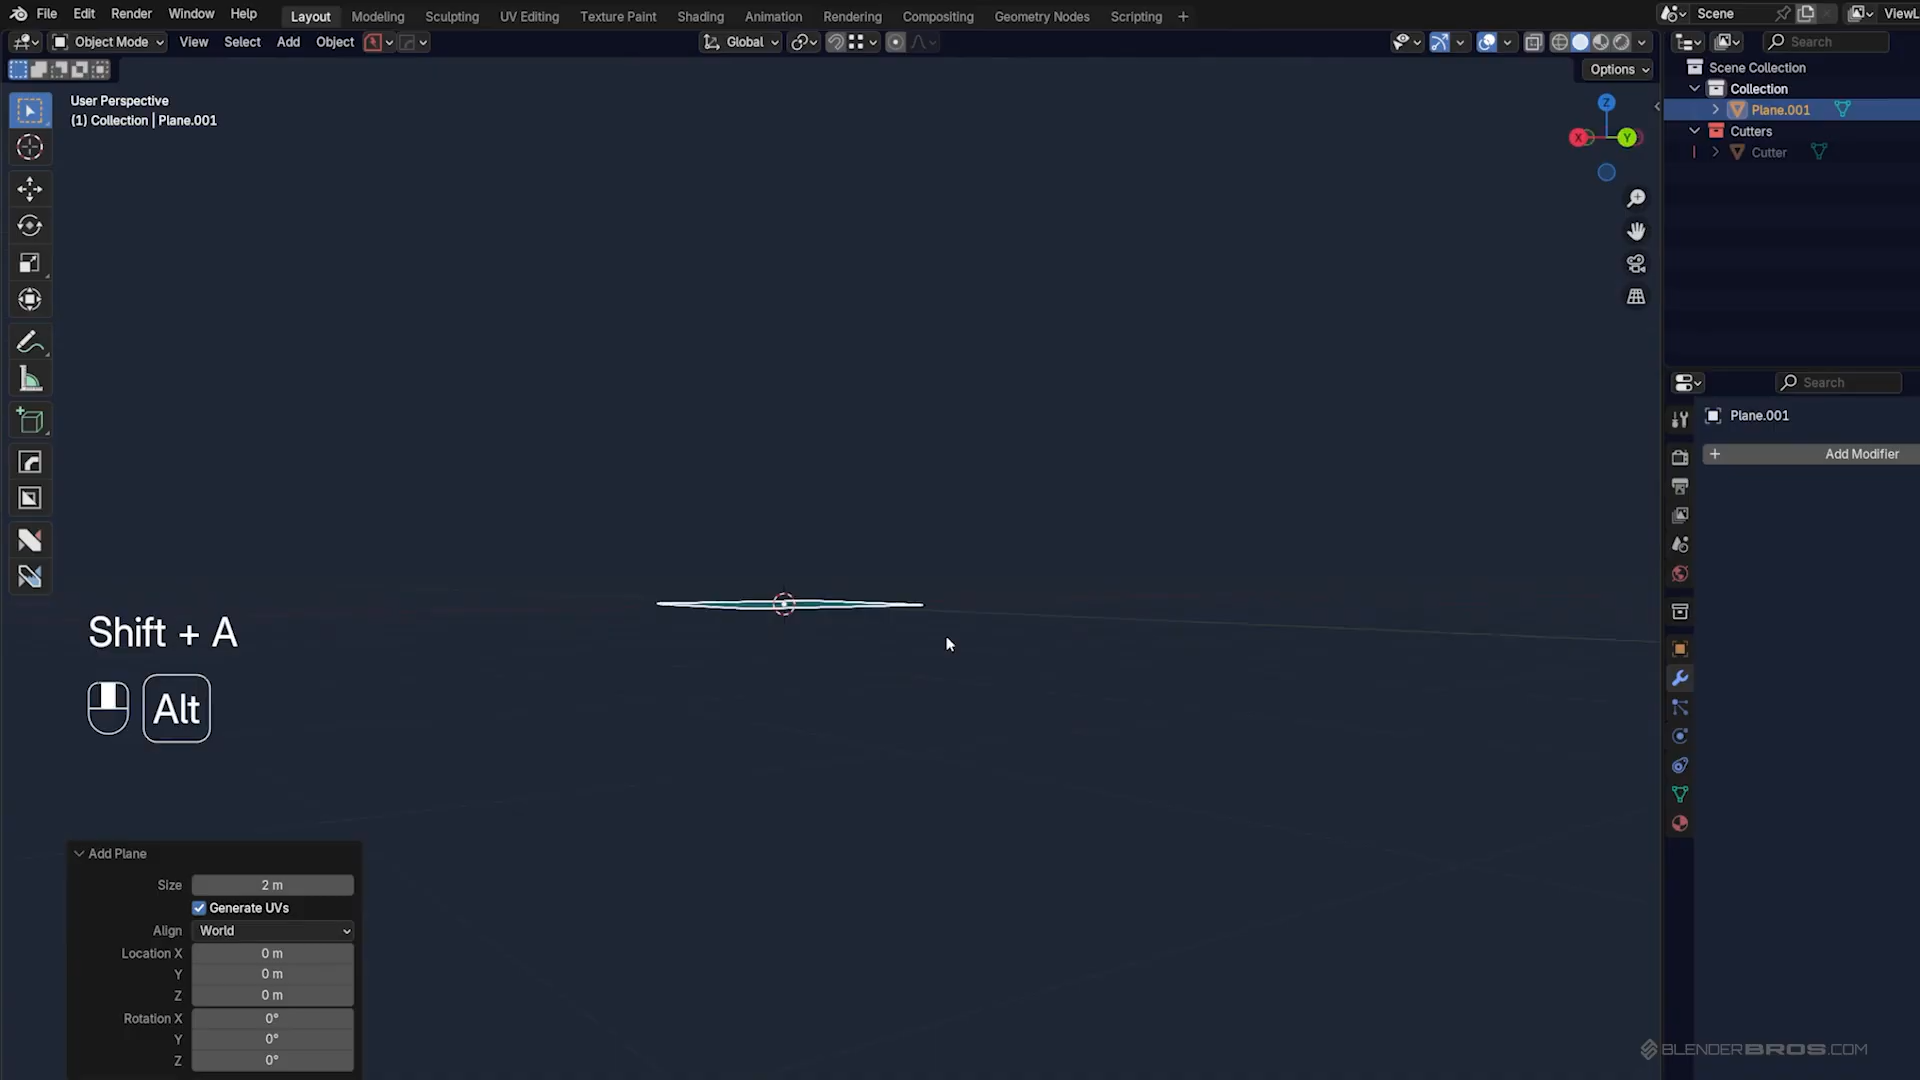 File Edit Render Window Help
Layout Modeling Sculpting UV Editing Texture Paint Shading Animation Rendering Compositing Geometry Nodes Scripting +
Scene
ViewL
Object Mode View Select Add Object
Global
Search
Options
User Perspective
(1) Collection | Plane.001
Z
X
Y
Scene Collection
Collection
Plane.001
Cutters
Cutter
Search
Plane.001
+ Add Modifier
Shift + A
Alt
Add Plane
Size 2 m
Generate UVs
Align World
Location X 0 m
Y 0 m
Z 0 m
Rotation X 0°
Y 0°
Z 0°
BLENDERBROS.COM